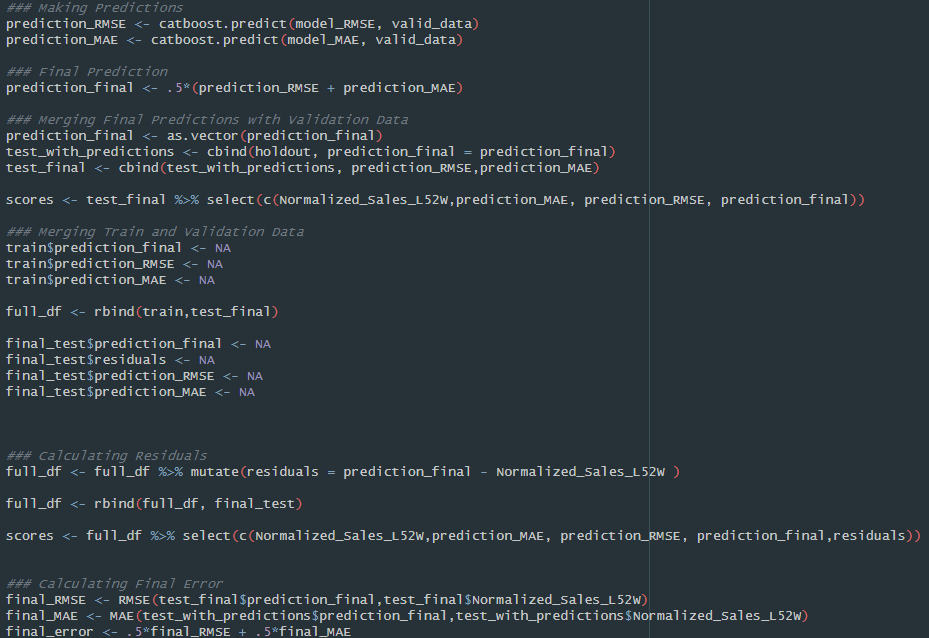 ### Making Predictions
prediction_RMSE <- catboost.predict(model_RMSE, valid_data)
prediction_MAE <- catboost.predict(model_MAE, valid_data)
### Final Prediction
prediction_final <- .5*(prediction_RMSE + prediction_MAE)
### Merging Final Predictions with Validation Data
prediction_final <- as.vector(prediction_final)
test_with_predictions <- cbind(holdout, prediction_final = prediction_final)
test_final <- cbind(test_with_predictions, prediction_RMSE,prediction_MAE)
scores <- test_final %>% select(c(Normalized_Sales_L52W,prediction_MAE, prediction_RMSE, prediction_final))
### Merging Train and Validation Data
train$prediction_final <- NA
train$prediction_RMSE <- NA
train$prediction_MAE <- NA
full_df <- rbind(train,test_final)
final_test$prediction_final <- NA
final_test$residuals <- NA
final_test$prediction_RMSE <- NA
final_test$prediction_MAE <- NA
### Calculating Residuals
full_df <- full_df %>% mutate(residuals = prediction_final - Normalized_Sales_L52W )
full_df <- rbind(full_df, final_test)
scores <- full_df %>% select(c(Normalized_Sales_L52W,prediction_MAE, prediction_RMSE, prediction_final,residuals))
### Calculating Final Error
final_RMSE <- RMSE(test_final$prediction_final,test_final$Normalized_Sales_L52W)
final_MAE <- MAE(test_with_predictions$prediction_final,test_with_predictions$Normalized_Sales_L52W)
final_error <- .5*final_RMSE + .5*final_MAE